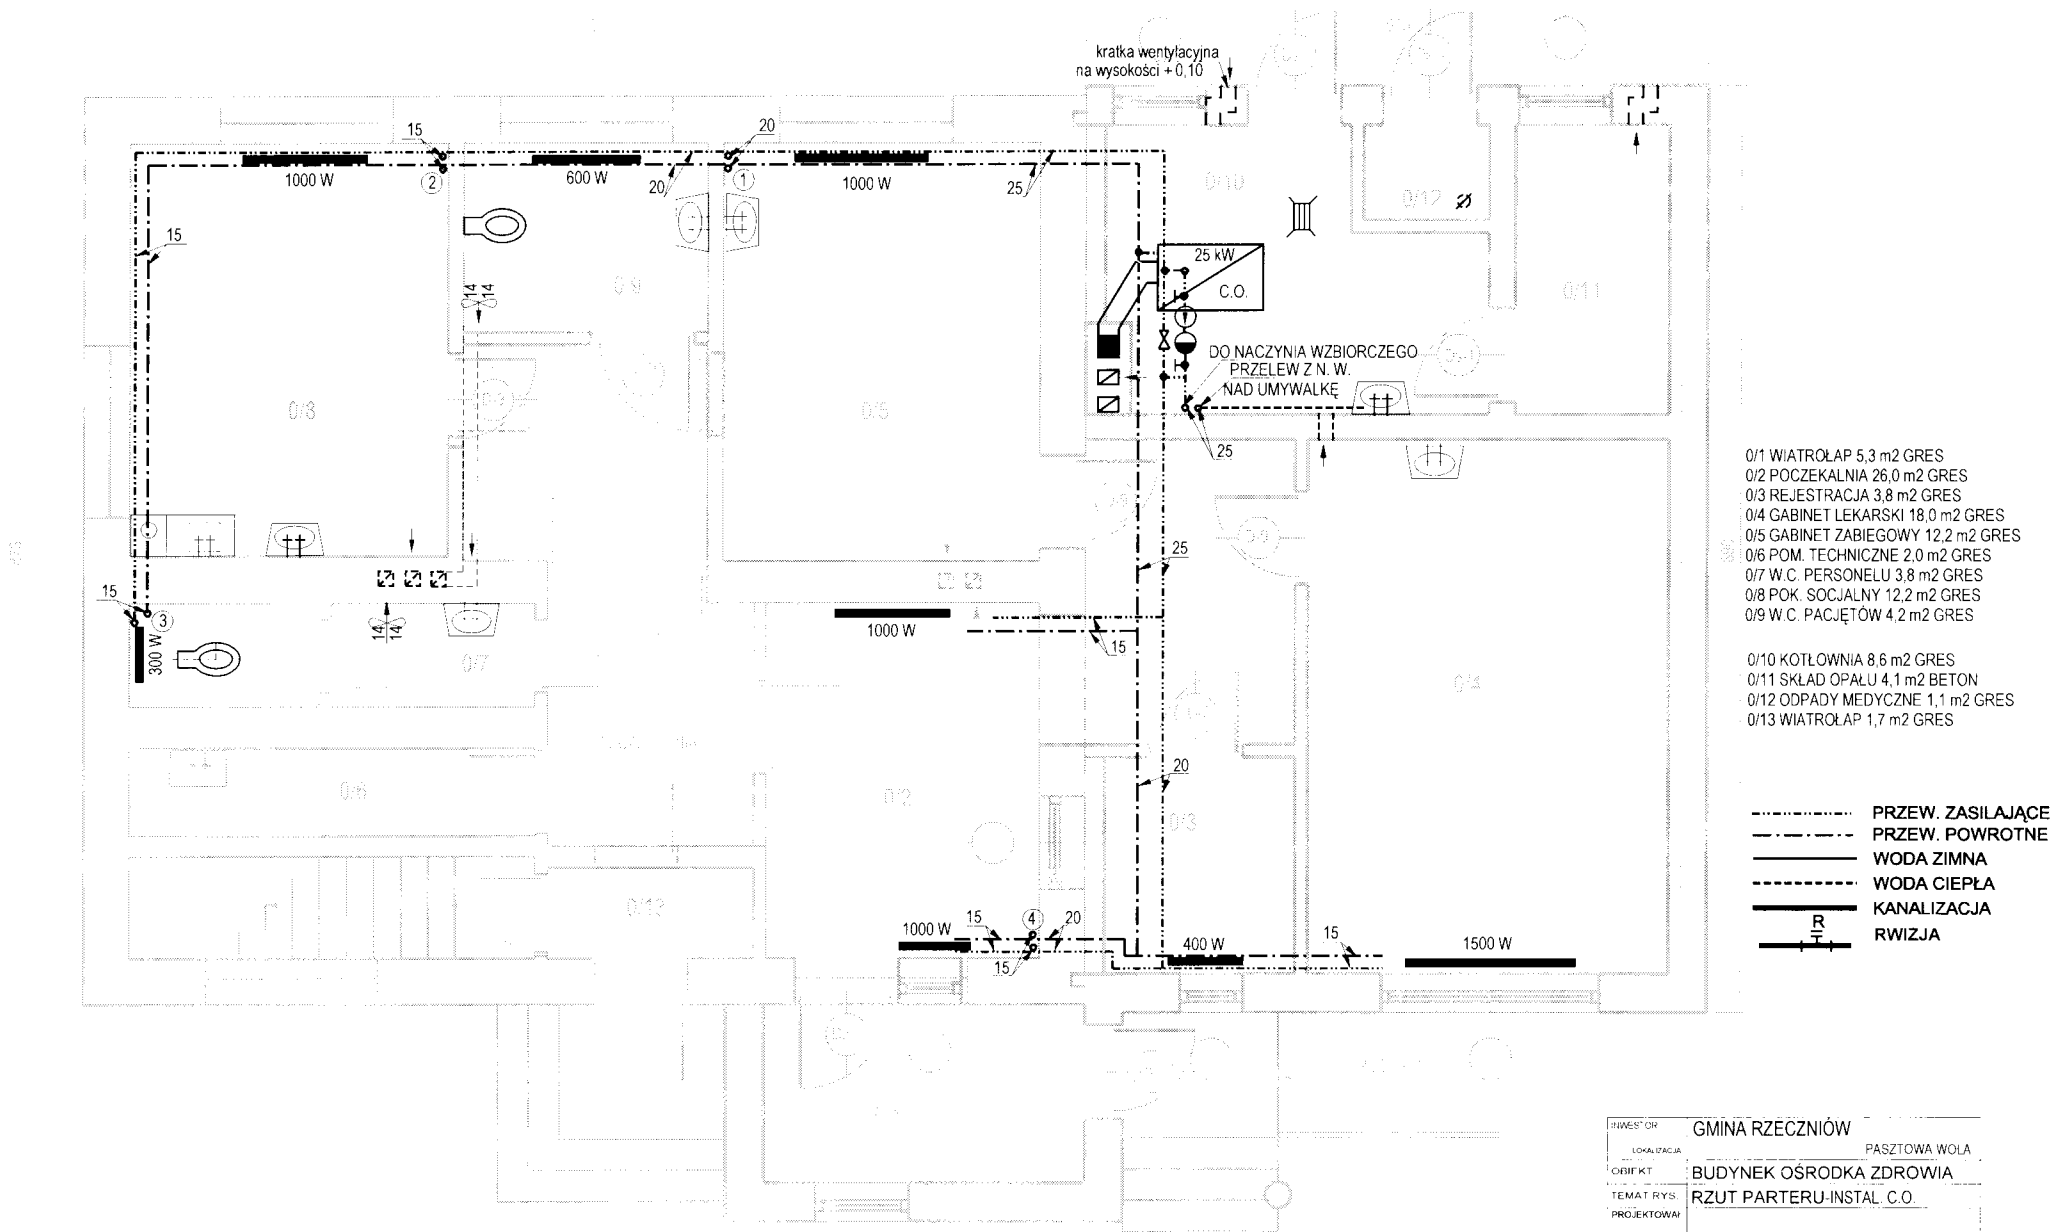 kratka wentylacyjna
na wysokości +0,10
15
20
1000 W
2
600 W
20
1
1000 W
25
0/10
0/12
15
25 kW
C.O.
14
14
0/9
0/11
DO NACZYNIA WZBIORCZEGO
PRZELEW Z N. W.
NAD UMYWALKĘ
0/8
0/5
25
0/1 WIATROŁAP 5,3 m2 GRES
0/2 POCZEKALNIA 26,0 m2 GRES
0/3 REJESTRACJA 3,8 m2 GRES
0/4 GABINET LEKARSKI 18,0 m2 GRES
0/5 GABINET ZABIEGOWY 12,2 m2 GRES
0/6 POM. TECHNICZNE 2,0 m2 GRES
0/7 W.C. PERSONELU 3,8 m2 GRES
0/8 POK. SOCJALNY 12,2 m2 GRES
0/9 W.C. PACJĘTÓW 4,2 m2 GRES
0/10 KOTŁOWNIA 8,6 m2 GRES
0/11 SKŁAD OPAŁU 4,1 m2 BETON
0/12 ODPADY MEDYCZNE 1,1 m2 GRES
0/13 WIATROŁAP 1,7 m2 GRES
25
15
3
300 W
14
14
1000 W
15
0/7
0/4
20
0/6
0/2
0/3
0/13
PRZEW. ZASILAJĄCE
PRZEW. POWROTNE
WODA ZIMNA
WODA CIEPŁA
KANALIZACJA
R
RWIZJA
1000 W
15
4
20
15
400 W
15
1500 W
INWESTOR
GMINA RZECZNIÓW
LOKALIZACJA
PASZTOWA WOLA
OBIEKT
BUDYNEK OŚRODKA ZDROWIA
TEMAT RYS.
RZUT PARTERU-INSTAL. C.O.
PROJEKTOWAŁ